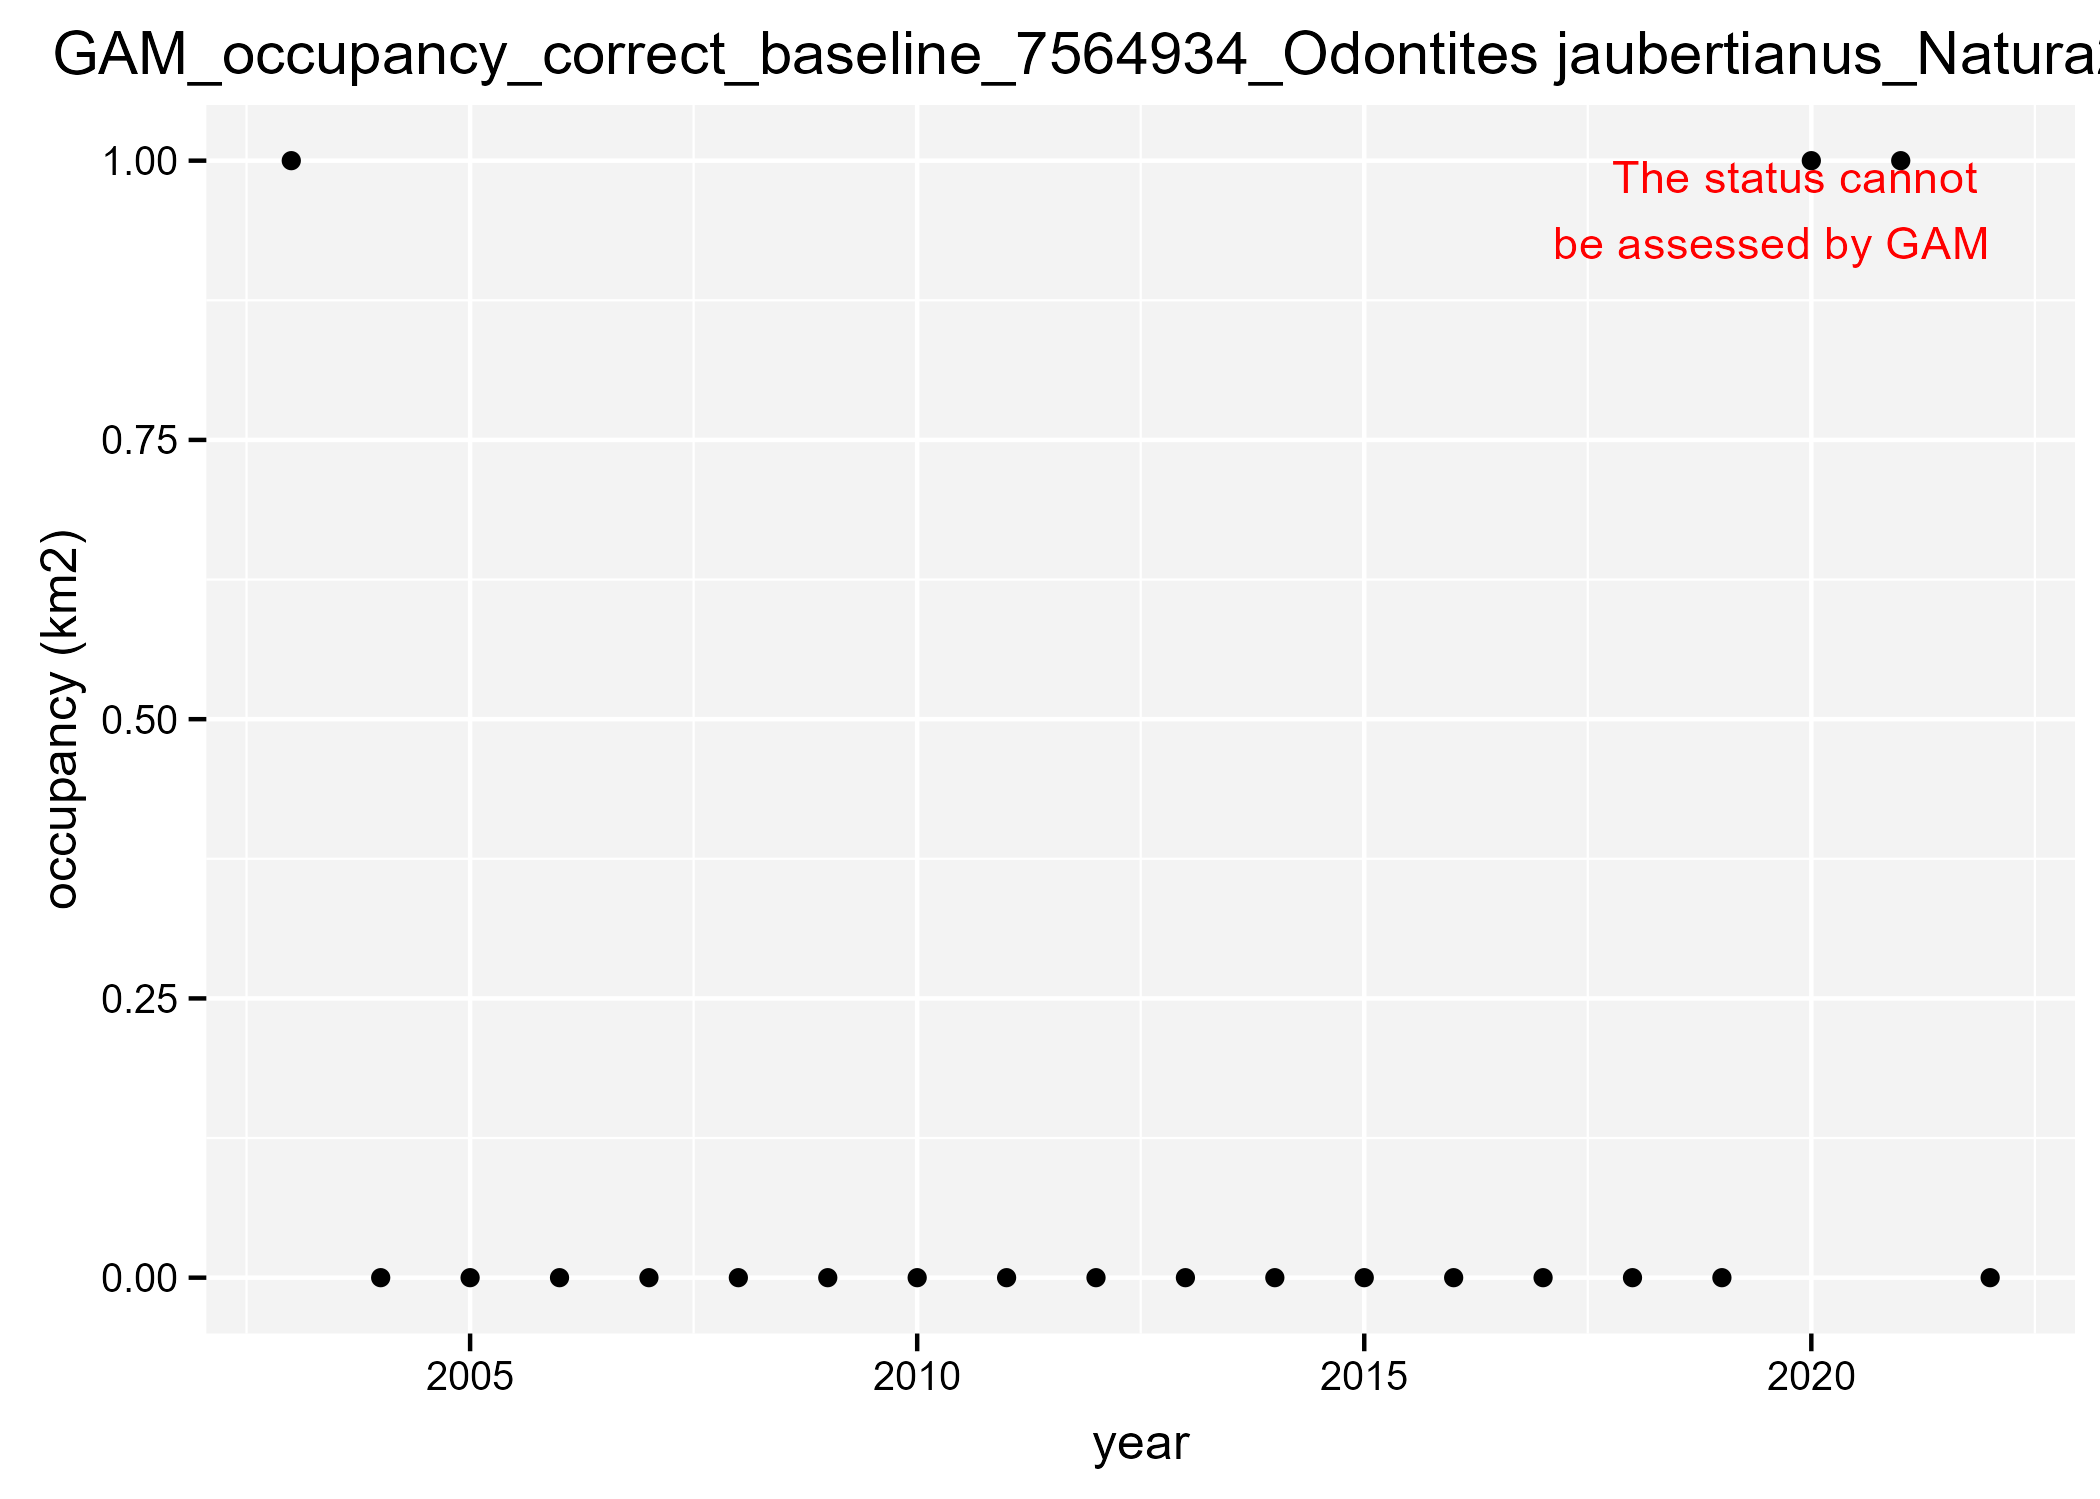 GAM_occupancy_correct_baseline_7564934_Odontites jaubertianus_Natura
1.00
The status cannot
be assessed by GAM
0.75
occupancy (km2)
0.50
0.25
0.00
2005 2010 2015 2020
year